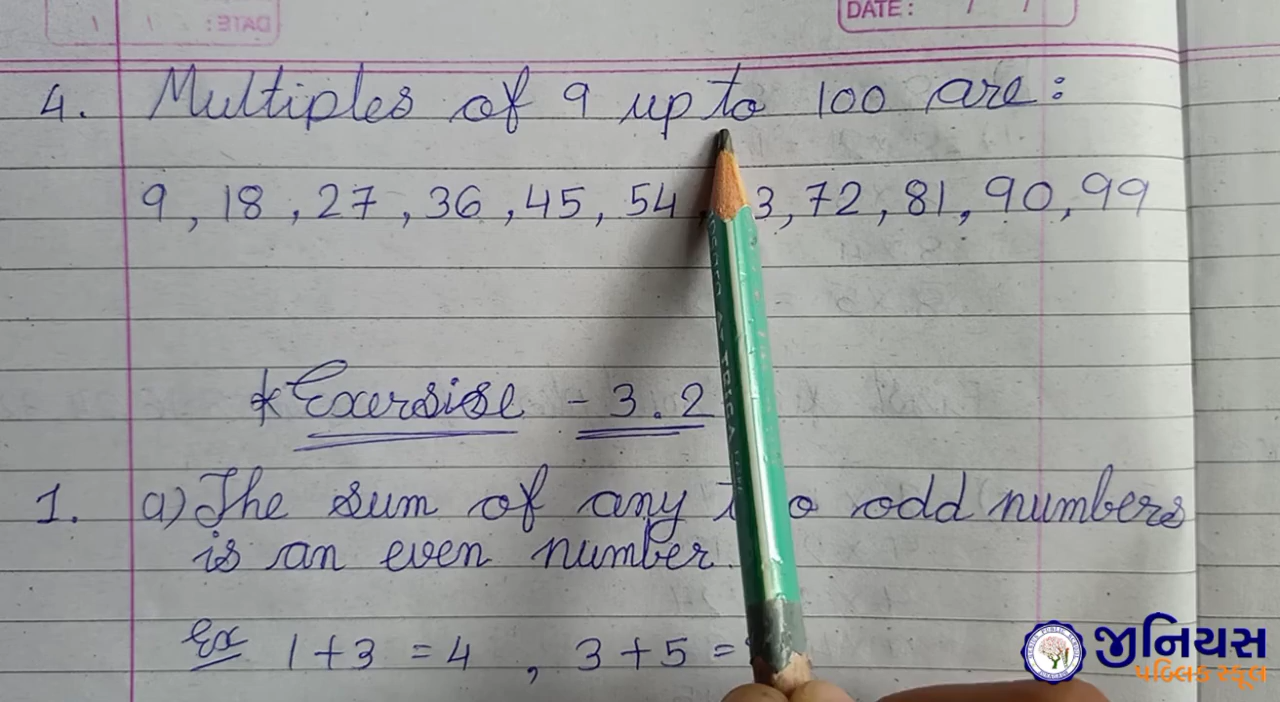 DATE : / /
4. Multiples of 9 up to 100 are :
9, 18, 27, 36, 45, 54, 3, 72, 81, 90, 99
* Exersise - 3.2
1. a) The sum of any t o odd numbers
is an even number.
Ex 1+3 = 4 , 3+5 =
જીનિયસ
પબ્લિક સ્કૂલ